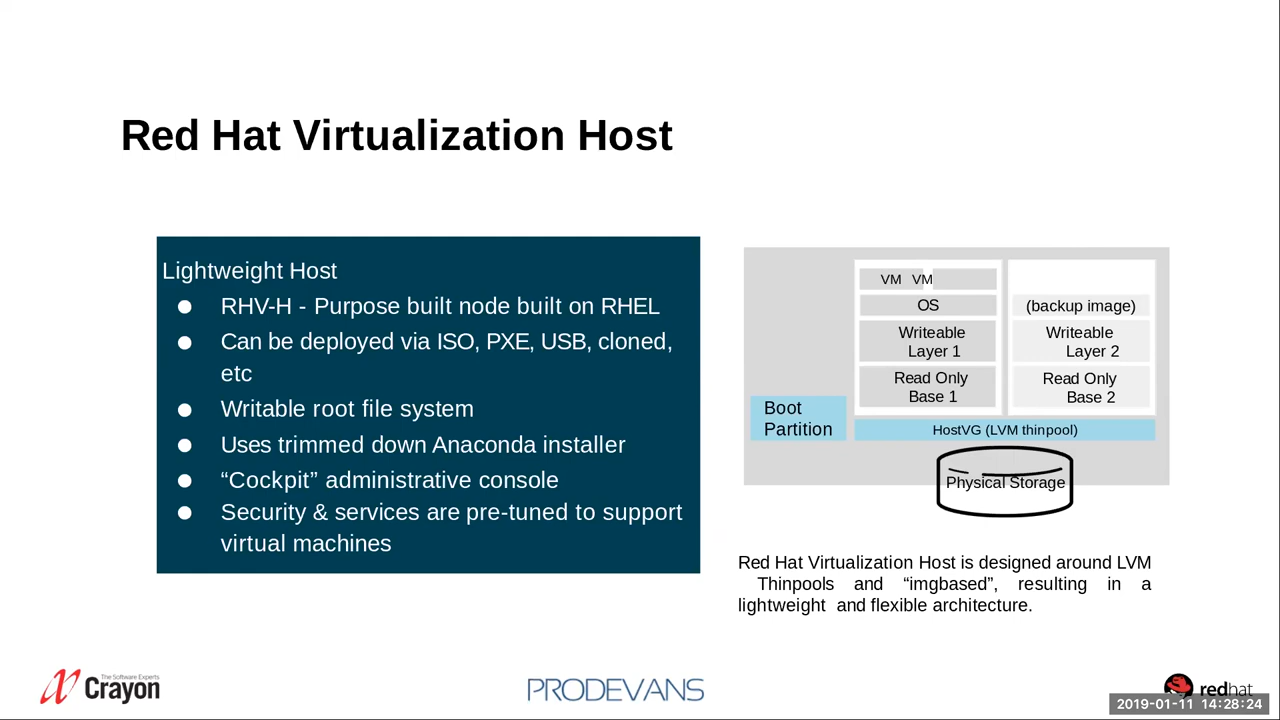 Red Hat Virtualization Host
Lightweight Host
● RHV-H - Purpose built node built on RHEL
● Can be deployed via ISO, PXE, USB, cloned,
etc
● Writable root file system
● Uses trimmed down Anaconda installer
● “Cockpit” administrative console
● Security & services are pre-tuned to support
virtual machines
VM VM
OS
Writeable
Layer 1
Read Only
Base 1
(backup image)
Writeable
Layer 2
Read Only
Base 2
Boot
Partition
HostVG (LVM thinpool)
Physical Storage
Red Hat Virtualization Host is designed around LVM
Thinpools and “imgbased”, resulting in a
lightweight and flexible architecture.
The Software Experts
Crayon
PRODEVANS
redhat
2019-01-11 14:28:24